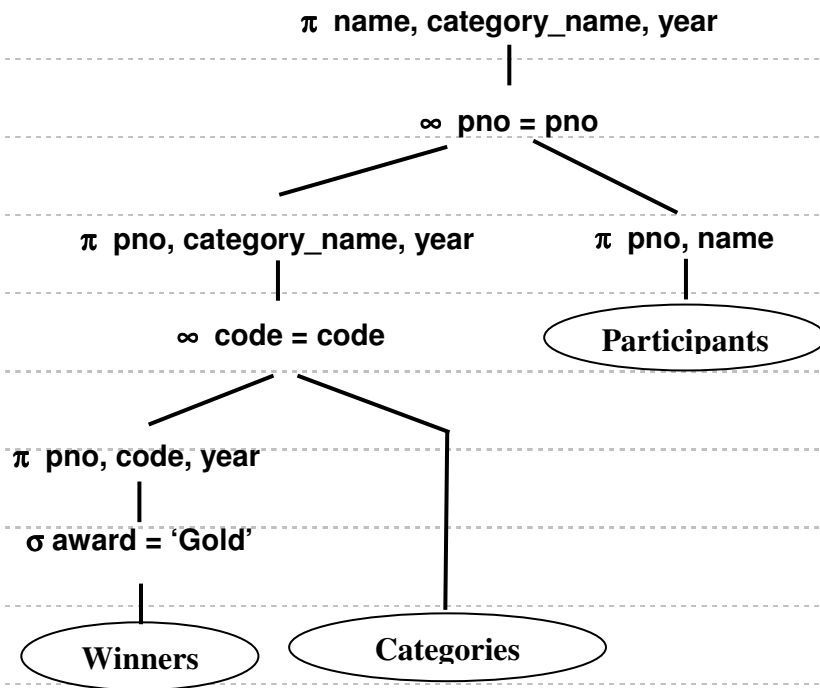 π name, category_name, year
∞ pno = pno
π pno, category_name, year
π pno, name
∞ code = code
Participants
π pno, code, year
σ award = ‘Gold’
Winners
Categories